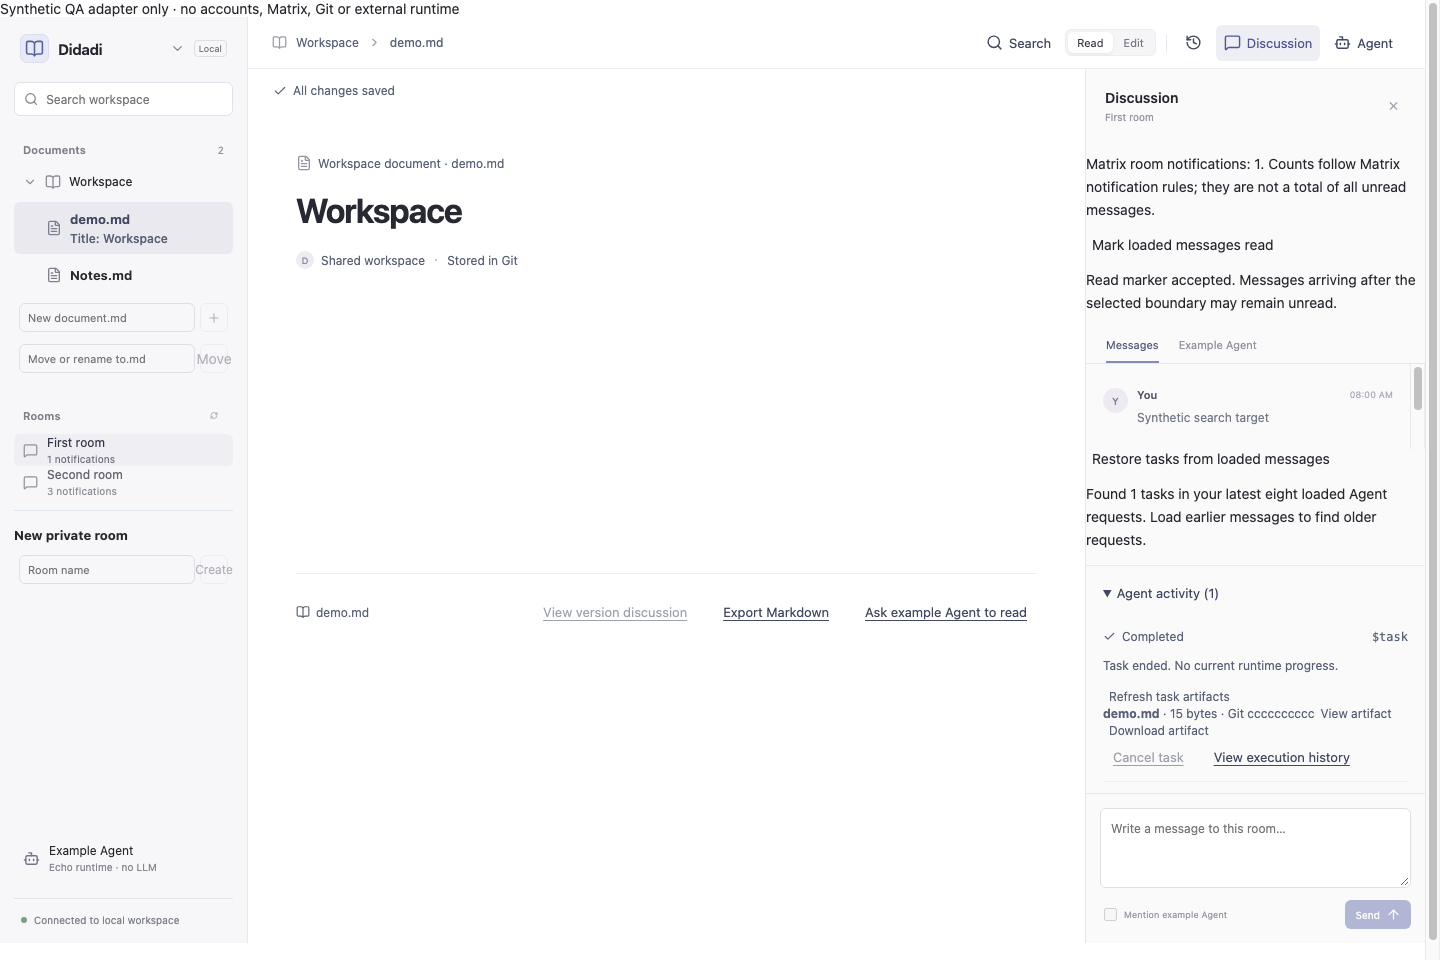 Synthetic QA adapter only · no accounts, Matrix, Git or external runtime
Didadi
Local
Search workspace
Documents 2
Workspace
demo.md
Title: Workspace
Notes.md
New document.md
Move or rename to.md Move
Rooms
First room
1 notifications
Second room
3 notifications
New private room
Room name Create
Example Agent
Echo runtime · no LLM
Connected to local workspace
Workspace demo.md
Search Read Edit Discussion Agent
All changes saved
Workspace document · demo.md
Workspace
D Shared workspace · Stored in Git
demo.md View version discussion Export Markdown Ask example Agent to read
Discussion
First room
Matrix room notifications: 1. Counts follow Matrix
notification rules; they are not a total of all unread
messages.
Mark loaded messages read
Read marker accepted. Messages arriving after the
selected boundary may remain unread.
Messages Example Agent
Y You 08:00 AM
Synthetic search target
Restore tasks from loaded messages
Found 1 tasks in your latest eight loaded Agent
requests. Load earlier messages to find older
requests.
Agent activity (1)
Completed $task
Task ended. No current runtime progress.
Refresh task artifacts
demo.md · 15 bytes · Git cccccccccc View artifact
Download artifact
Cancel task View execution history
Write a message to this room…
Mention example Agent Send